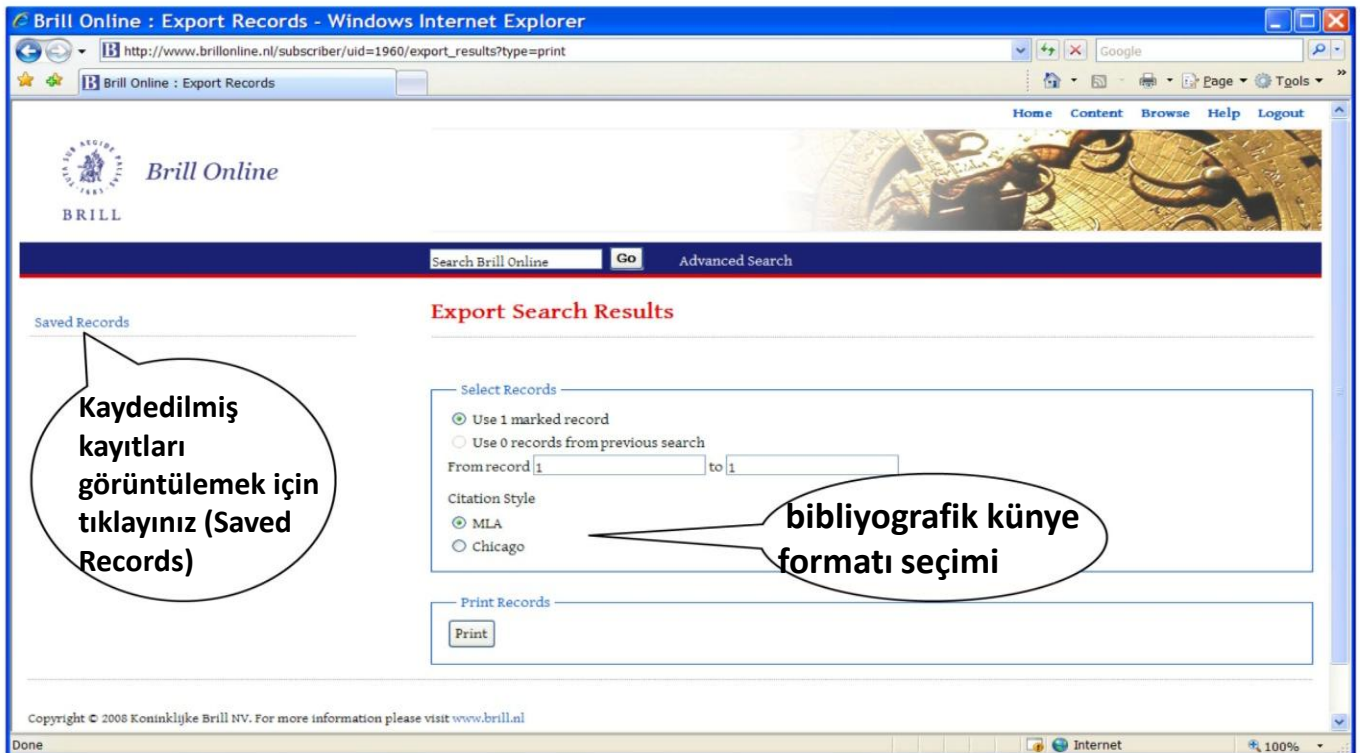 Brill Online : Export Records - Windows Internet Explorer
http://www.brillonline.nl/subscriber/uid=1960/export_results?type=print
Google
Brill Online : Export Records
Page Tools
Home Content Browse Help Logout
SUB AEGIDE PALLAS
1683
Brill Online
BRILL
Search Brill Online Go Advanced Search
Saved Records
Export Search Results
Kaydedilmiş
kayıtları
görüntülemek için
tıklayınız (Saved
Records)
Select Records
Use 1 marked record
Use 0 records from previous search
From record 1 to 1
Citation Style
MLA
Chicago
bibliyografik künye
formatı seçimi
Print Records
Print
Copyright © 2008 Koninklijke Brill NV. For more information please visit www.brill.nl
Done Internet 100%